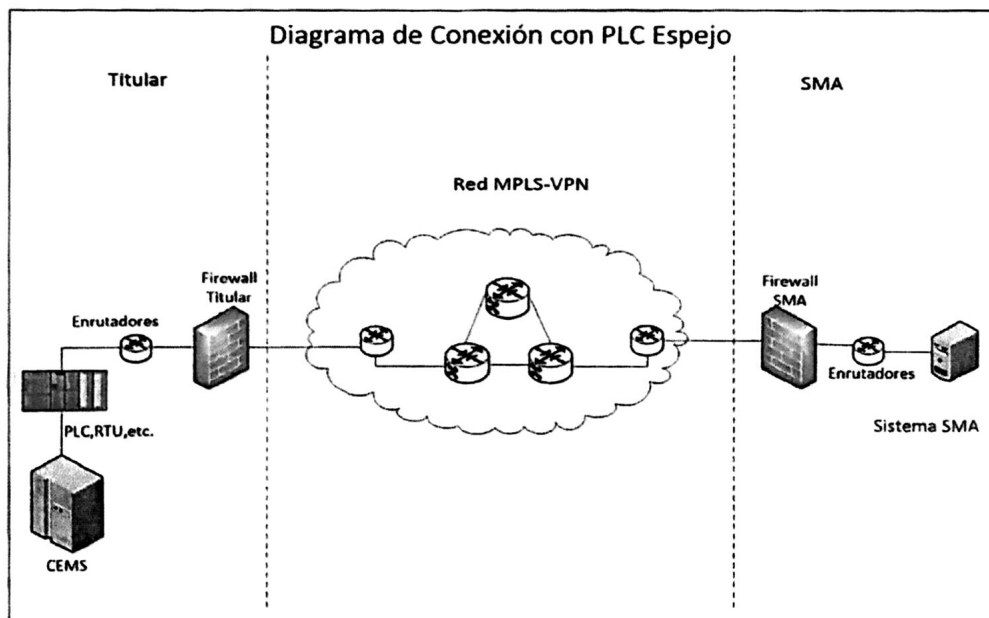 Diagrama de Conexión con PLC Espejo
Titular
SMA
Red MPLS-VPN
Firewall
Titular
Enrutadores
PLC,RTU,etc.
CEMS
Firewall
SMA
Enrutadores
Sistema SMA